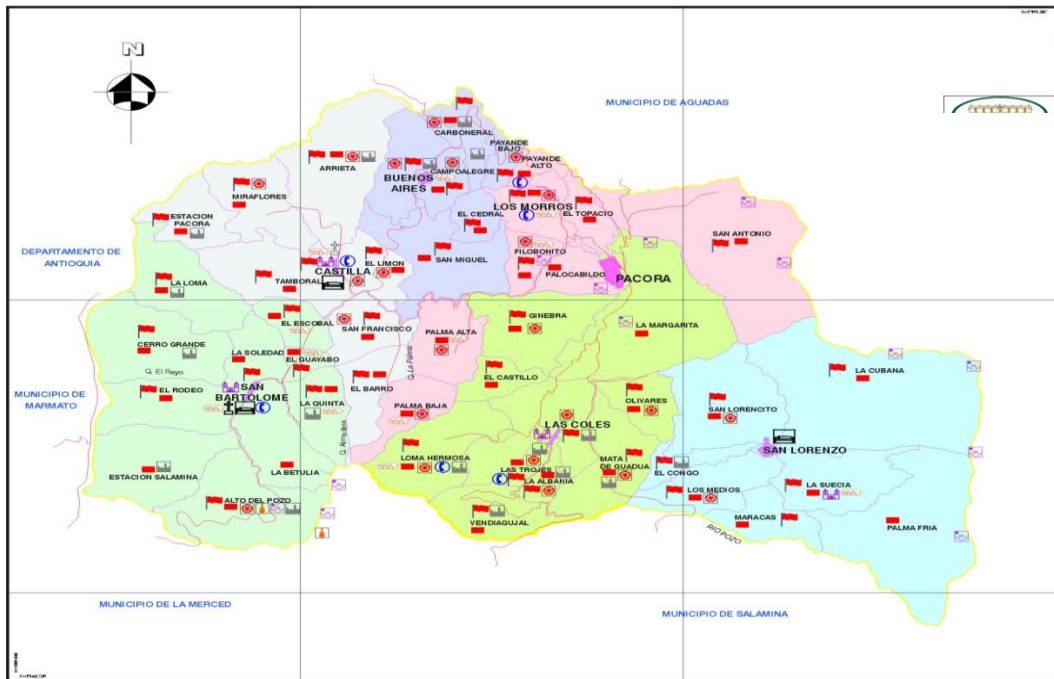 N
MUNICIPIO DE AGUADAS
CARBONERAL
PAYANDE
BAJO
PAYANDE
ALTO
ARRIETA
CAMPOALEGRE
BUENOS
AIRES
MIRAFLORES
LOS MORROS
EL TOPACIO
EL CEDRAL
ESTACION
PACORA
SAN ANTONIO
DEPARTAMENTO DE
ANTIOQUIA
FILOBONITO
EL LIMON
SAN MIGUEL
CASTILLA
PALOCABILDO
PACORA
LA LOMA
TAMBORAL
EL ESCOBAL
SAN FRANCISCO
GINEBRA
PALMA ALTA
LA MARGARITA
CERRO GRANDE
LA SOLEDAD
EL GUAYABO
Q. La Palma
Q. El Rayo
LA CUBANA
EL CASTILLO
MUNICIPIO DE
MARMATO
EL RODEO
SAN
BARTOLOME
EL BARRO
LA QUINTA
PALMA BAJA
OLIVARES
SAN LORENCITO
LAS COLES
SAN LORENZO
LOMA HERMOSA
LAS TROJES
MATA
DE GUADUA
EL CONGO
ESTACION SALAMINA
LA BETULIA
LA ALBANIA
LA SUECIA
LOS MEDIOS
ALTO DEL POZO
VENDIAGUJAL
MARACAS
PALMA FRIA
RIO POZO
MUNICIPIO DE LA MERCED
MUNICIPIO DE SALAMINA